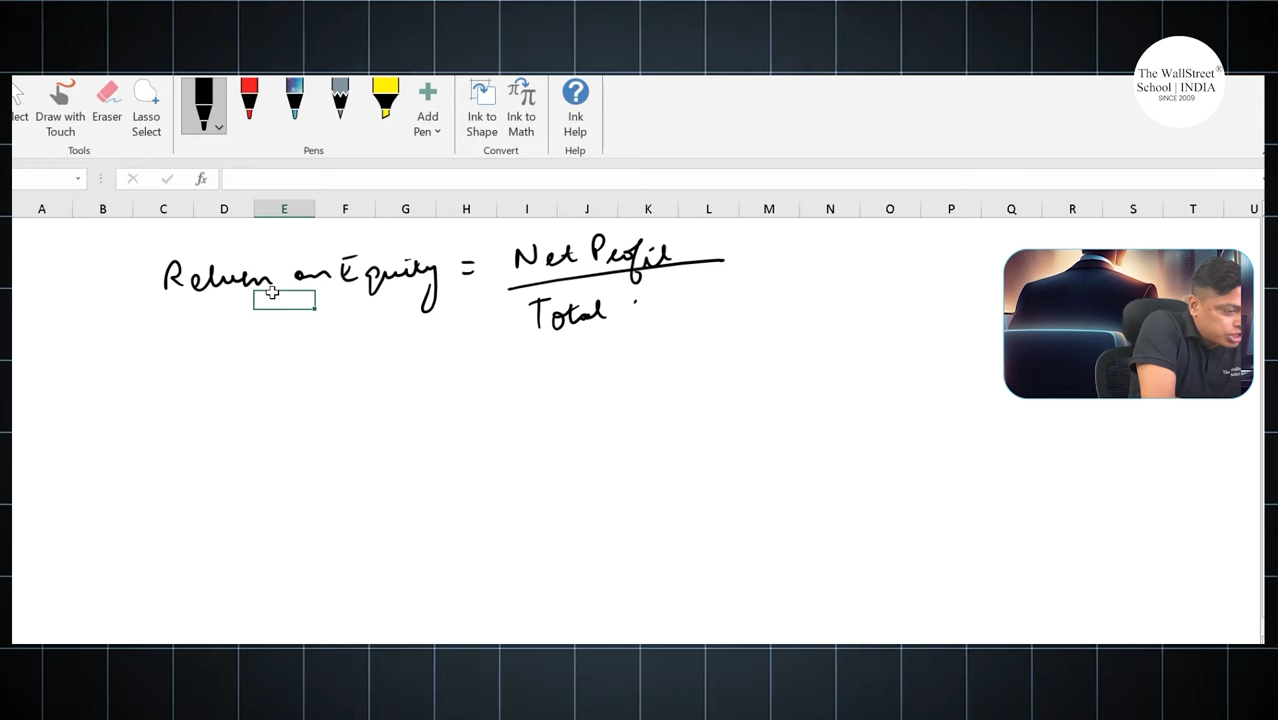 The WallStreet®
School | INDIA
SINCE 2009
lect
Draw with Touch
Eraser
Lasso Select
Add Pen
Ink to Shape
Ink to Math
Ink Help
Tools
Pens
Convert
Help
fx
A B C D E F G H I J K L M N O P Q R S T U
Return on Equity = Net Profit
Total